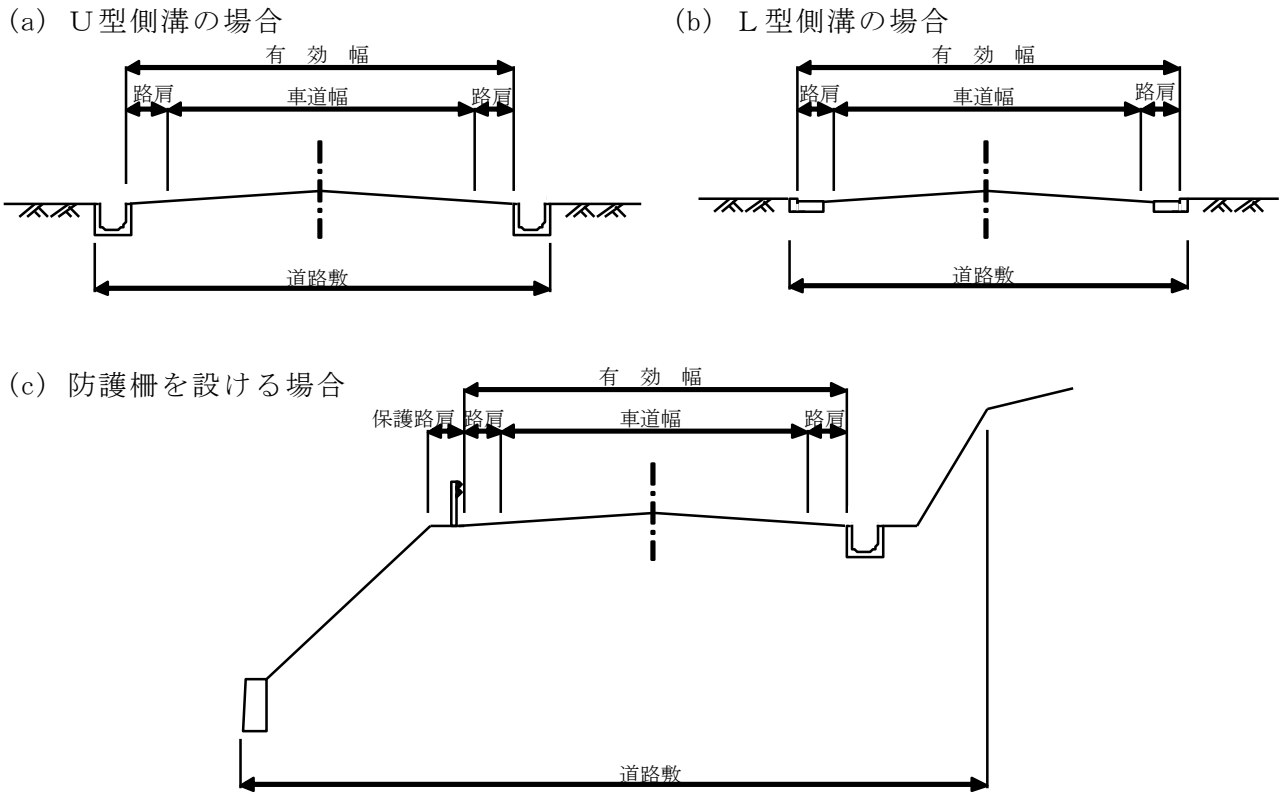 (a) U型側溝の場合
有 効 幅
路肩 車道幅 路肩
道路敷
(b) L型側溝の場合
有 効 幅
路肩 車道幅 路肩
道路敷
(c) 防護柵を設ける場合
有 効 幅
保護路肩 路肩 車道幅 路肩
道路敷